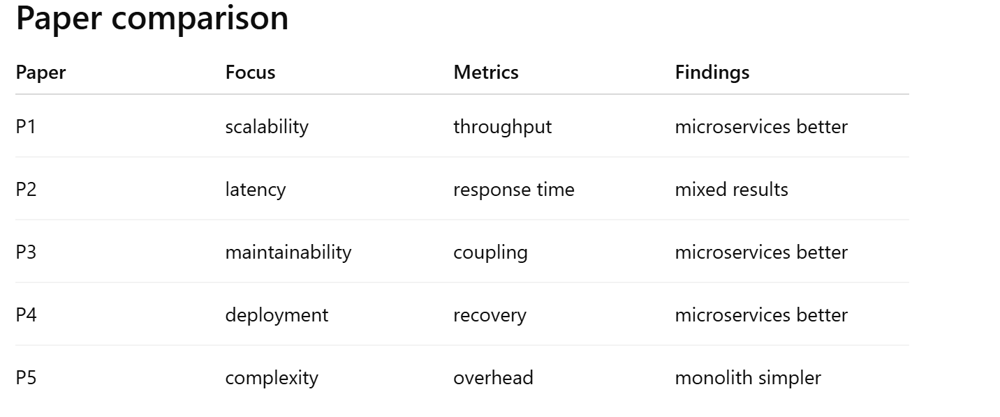 Paper comparison
Paper Focus Metrics Findings
P1 scalability throughput microservices better
P2 latency response time mixed results
P3 maintainability coupling microservices better
P4 deployment recovery microservices better
P5 complexity overhead monolith simpler